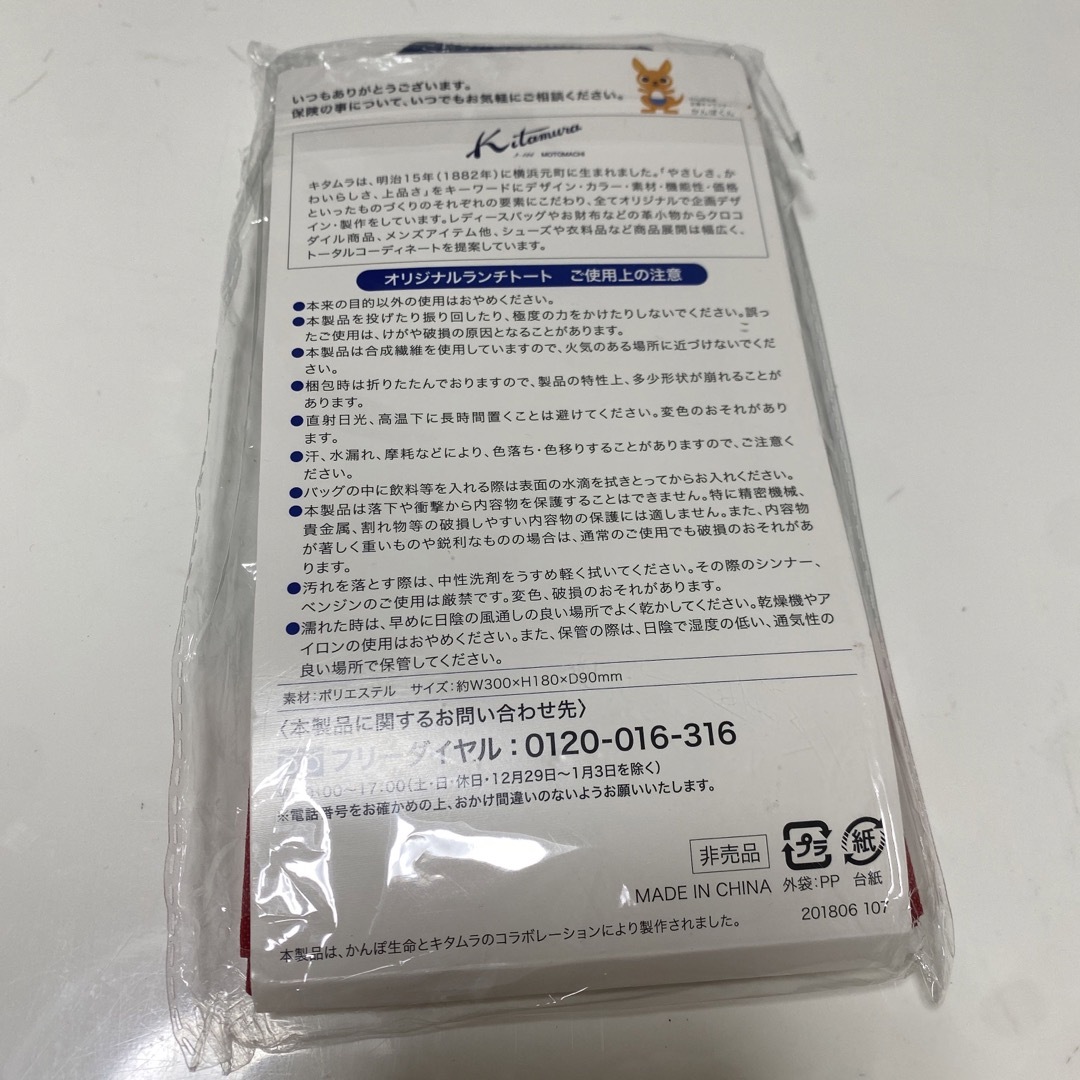 いつもありがとうございます。
保険の事について、いつでもお気軽にご相談ください。
かんぽくん
Kitamura
MOTOMACHI
キタムラは、明治15年(1882年)に横浜元町に生まれました。「やさしさ、か
わいらしさ、上品さ」をキーワードにデザイン・カラー・素材・機能性・価格
といったものづくりのそれぞれの要素にこだわり、全てオリジナルで企画デザ
イン・製作をしています。レディースバッグやお財布などの革小物からクロコ
ダイル商品、メンズアイテム他、シューズや衣料品など商品展開は幅広く、
トータルコーディネートを提案しています。
オリジナルランチトート ご使用上の注意
●本来の目的以外の使用はおやめください。
●本製品を投げたり振り回したり、極度の力をかけたりしないでください。誤っ
たご使用は、けがや破損の原因となることがあります。
●本製品は合成繊維を使用していますので、火気のある場所に近づけないでくだ
さい。
●梱包時は折りたたんでおりますので、製品の特性上、多少形状が崩れることが
あります。
●直射日光、高温下に長時間置くことは避けてください。変色のおそれがあり
ます。
●汗、水漏れ、摩耗などにより、色落ち・色移りすることがありますので、ご注意く
ださい。
●バッグの中に飲料等を入れる際は表面の水滴を拭きとってからお入れください。
●本製品は落下や衝撃から内容物を保護することはできません。特に精密機械、
貴金属、割れ物等の破損しやすい内容物の保護には適しません。また、内容物
が著しく重いものや鋭利なものの場合は、通常のご使用でも破損のおそれがあ
ります。
●汚れを落とす際は、中性洗剤をうすめ軽く拭いてください。その際のシンナー、
ベンジンのご使用は厳禁です。変色、破損のおそれがあります。
●濡れた時は、早めに日陰の風通しの良い場所でよく乾かしてください。乾燥機やア
イロンの使用はおやめください。また、保管の際は、日陰で湿度の低い、通気性の
良い場所で保管してください。
素材:ポリエステル サイズ:約W300×H180×D90mm
〈本製品に関するお問い合わせ先〉
フリーダイヤル:0120-016-316
:00～17:00(土・日・休日・12月29日～1月3日を除く)
※電話番号をお確かめの上、おかけ間違いのないようお願いいたします。
非売品 プラ 紙
MADE IN CHINA 外袋:PP 台紙
201806 107
本製品は、かんぽ生命とキタムラのコラボレーションにより製作されました。